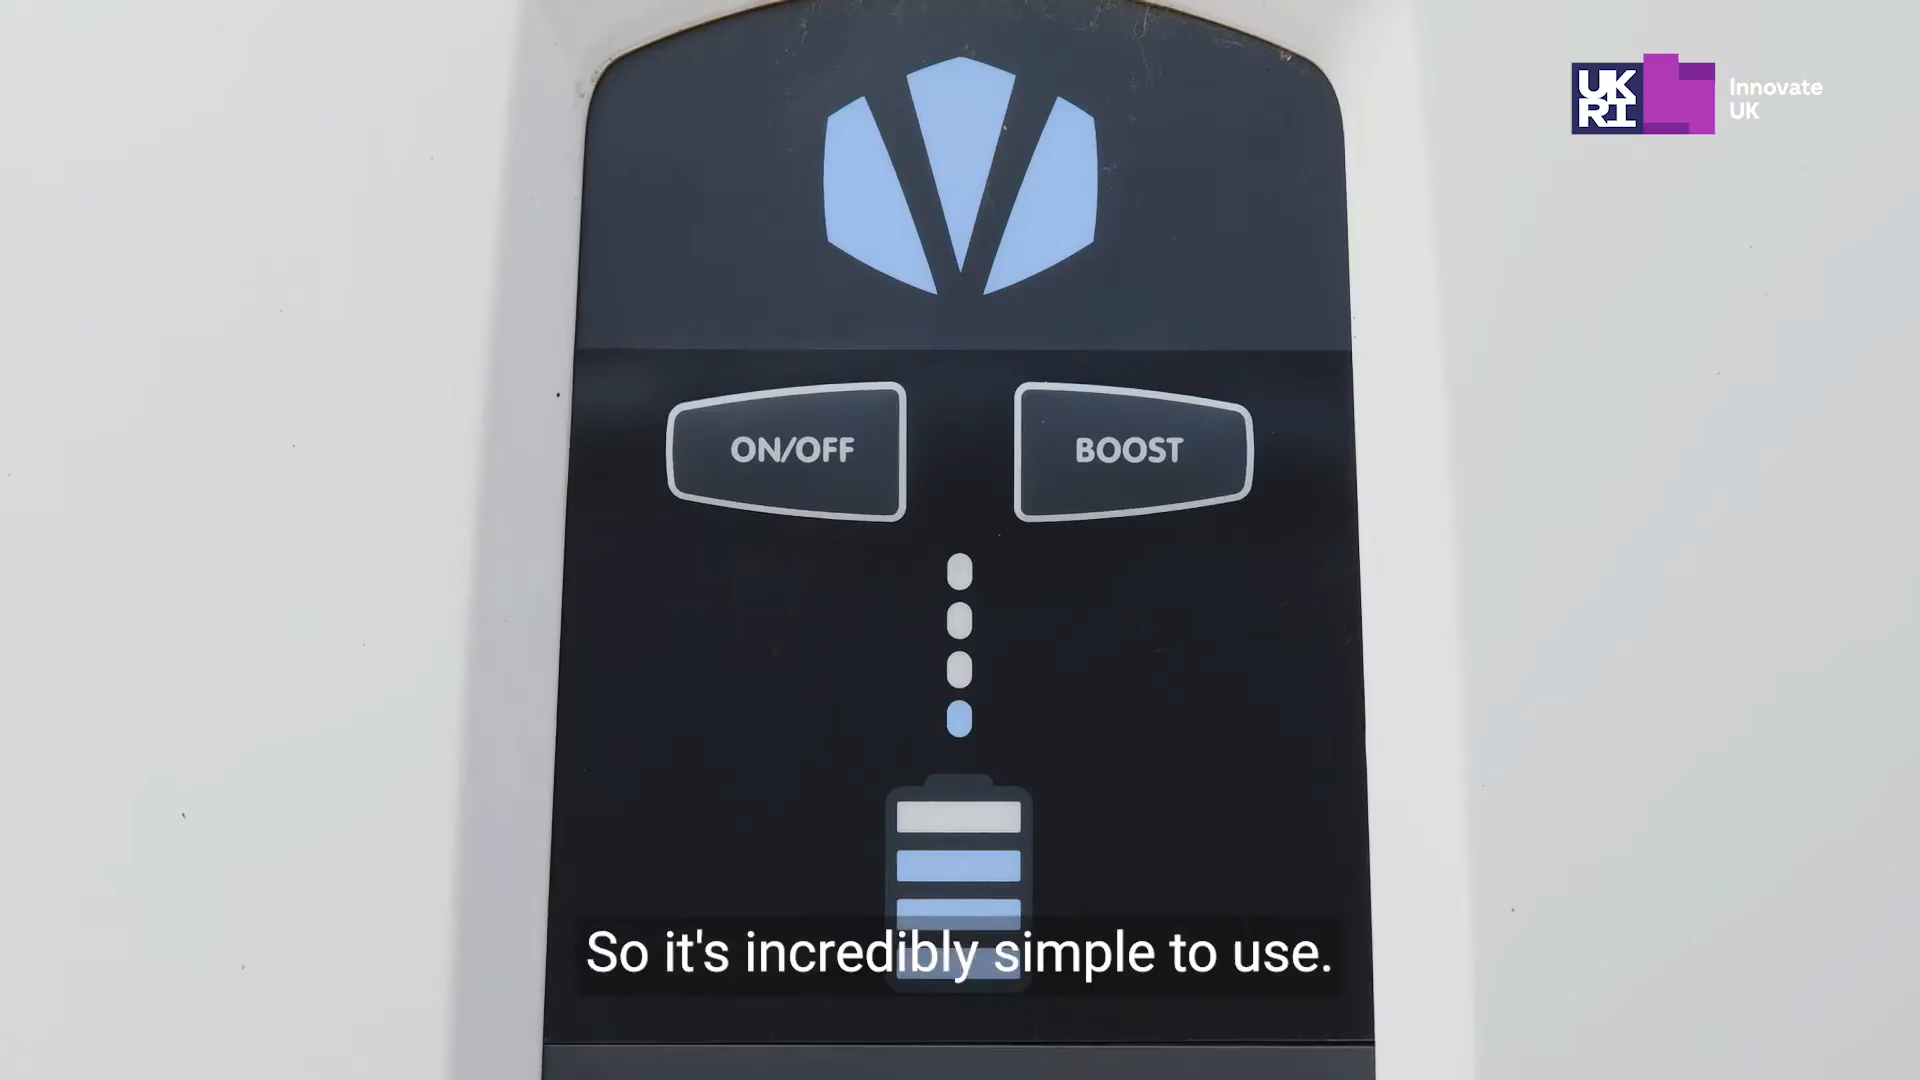 UK
RI
Innovate
UK
ON/OFF
BOOST
So it's incredibly simple to use.